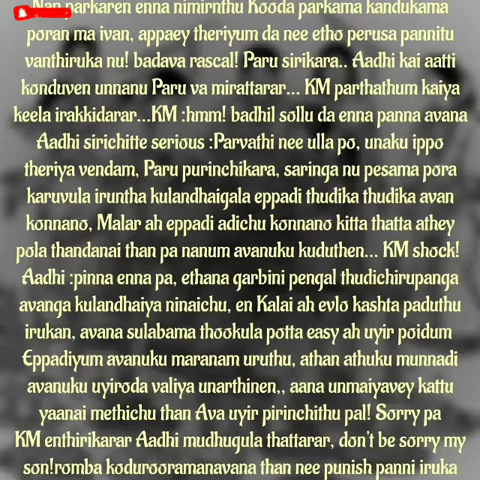 Nan parkaren enna nimirnthu Kooda parkama kandukama
poran ma ivan, appaey theriyum da nee etho perusa pannitu
vanthiruka nu! badava rascal! Paru sirikara.. Aadhi kai aatti
konduven unnanu Paru va mirattarar... KM parthathum kaiya
keela irakkidarar...KM :hmm! badhil sollu da enna panna avana
Aadhi sirichitte serious :Parvathi nee ulla po, unaku ippo
theriya vendam, Paru purinchikara, saringa nu pesama pora
karuvula iruntha kulandhaigala eppadi thudika thudika avan
konnano, Malar ah eppadi adichu konnano kitta thatta athey
pola thandanai than pa nanum avanuku kuduthen... KM shock!
Aadhi :pinna enna pa, ethana garbini pengal thudichirupanga
avanga kulandhaiya ninaichu, en Kalai ah evlo kashta paduthu
irukan, avana sulabama thookula potta easy ah uyir poidum
Eppadiyum avanuku maranam uruthu, athan athuku munnadi
avanuku uyiroda valiya unarthinen,, aana unmaiyavey kattu
yaanai methichu than Ava uyir pirinchithu pa! Sorry pa
KM enthirikarar Aadhi mudhugula thattarar, don't be sorry my
son!romba kodurooramanavana than nee punish panni iruka